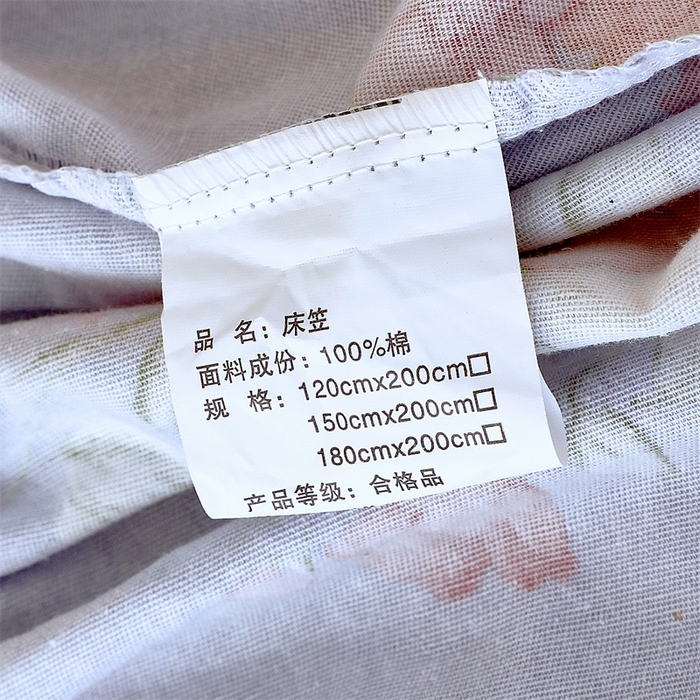 品 名：床笠
面料成份：100%棉
规 格：120cmx200cm□
150cmx200cm□
180cmx200cm□
产品等级：合格品